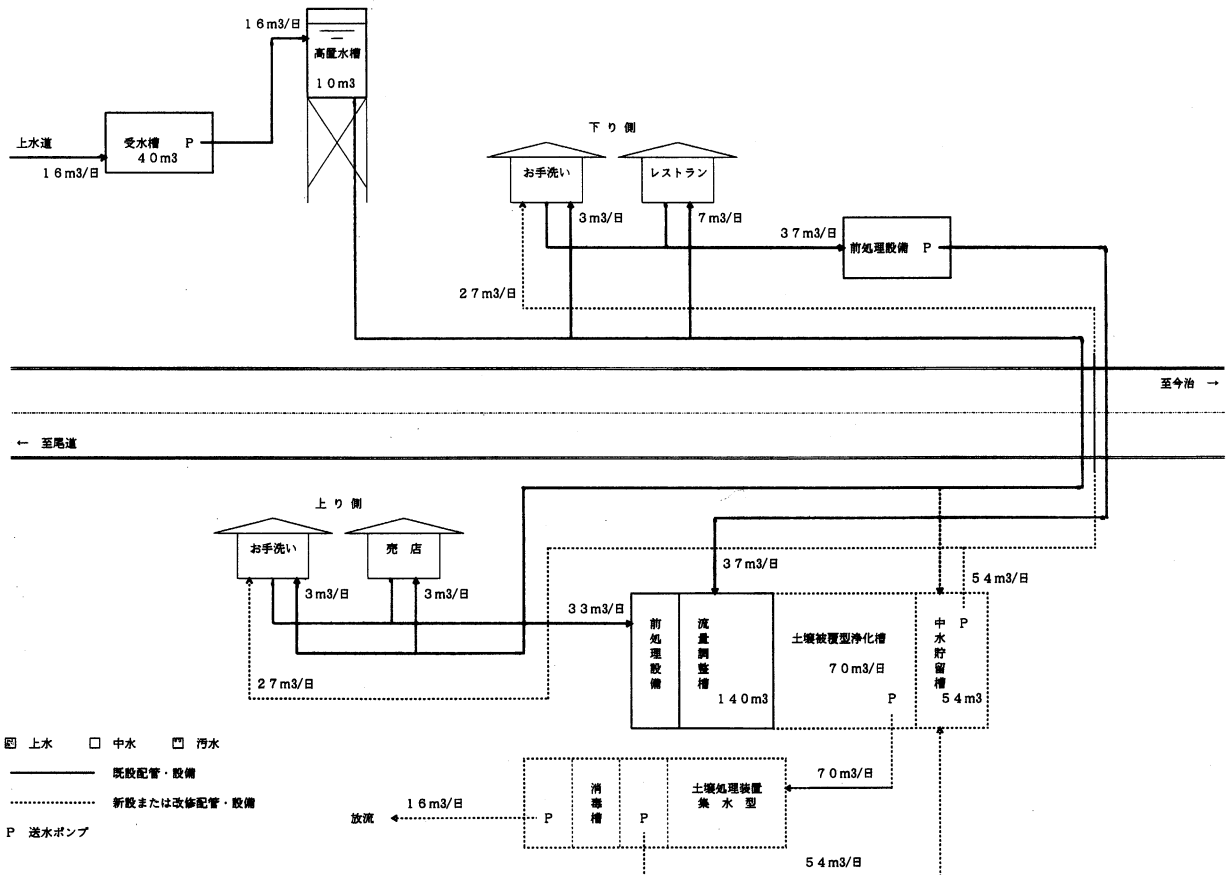 16m3/日
高置水槽
10m3
上水道
受水槽 P
40m3
16m3/日
下り側
お手洗い
レストラン
3m3/日
7m3/日
37m3/日
前処理設備 P
27m3/日
至今治 →
← 至尾道
上り側
お手洗い
売店
3m3/日
3m3/日
33m3/日
27m3/日
37m3/日
54m3/日
前処理設備
流量調整槽
140m3
土壌被覆型浄化槽
70m3/日
P
中水貯留槽
P
54m3
70m3/日
土壌処理装置
集水型
P
消毒槽
P
16m3/日
放流
54m3/日
上水 中水 汚水
既設配管・設備
新設または改修配管・設備
P 送水ポンプ